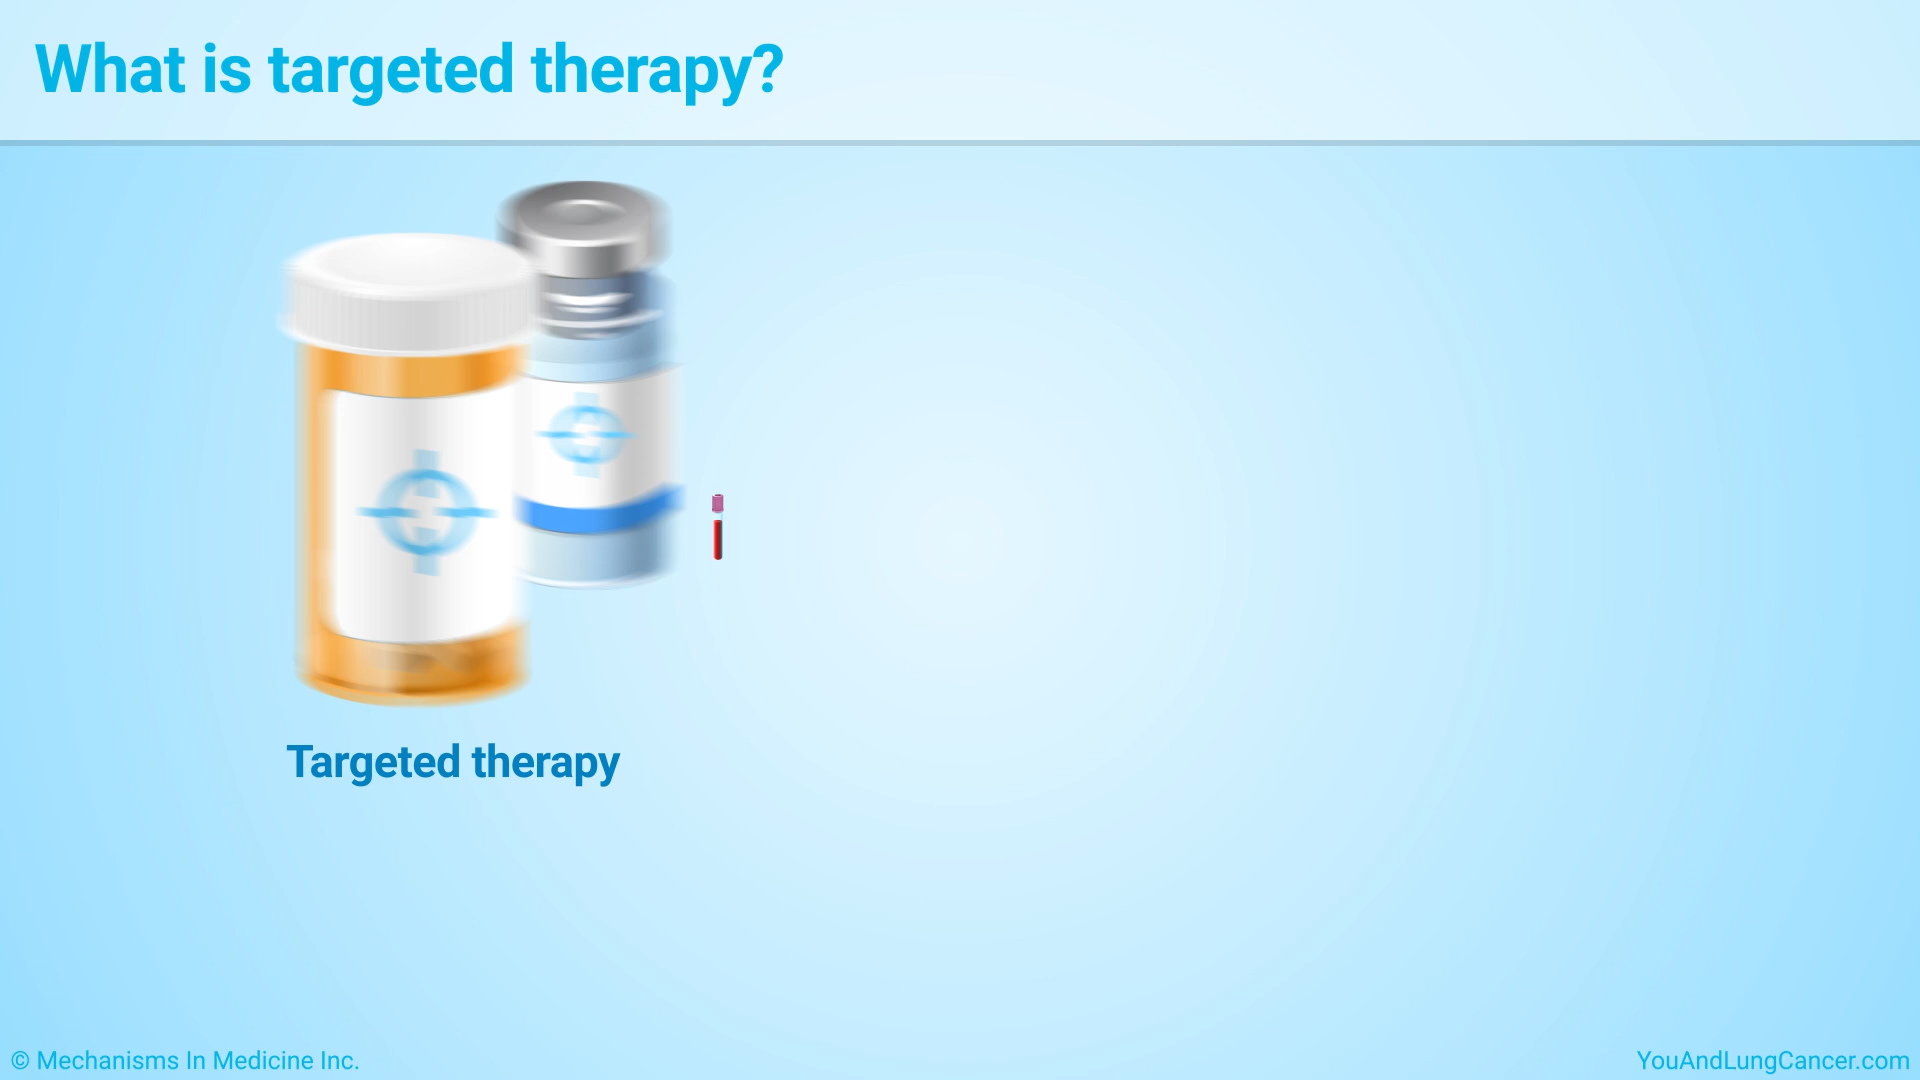 What is targeted therapy?
Targeted therapy
© Mechanisms In Medicine Inc.
YouAndLungCancer.com